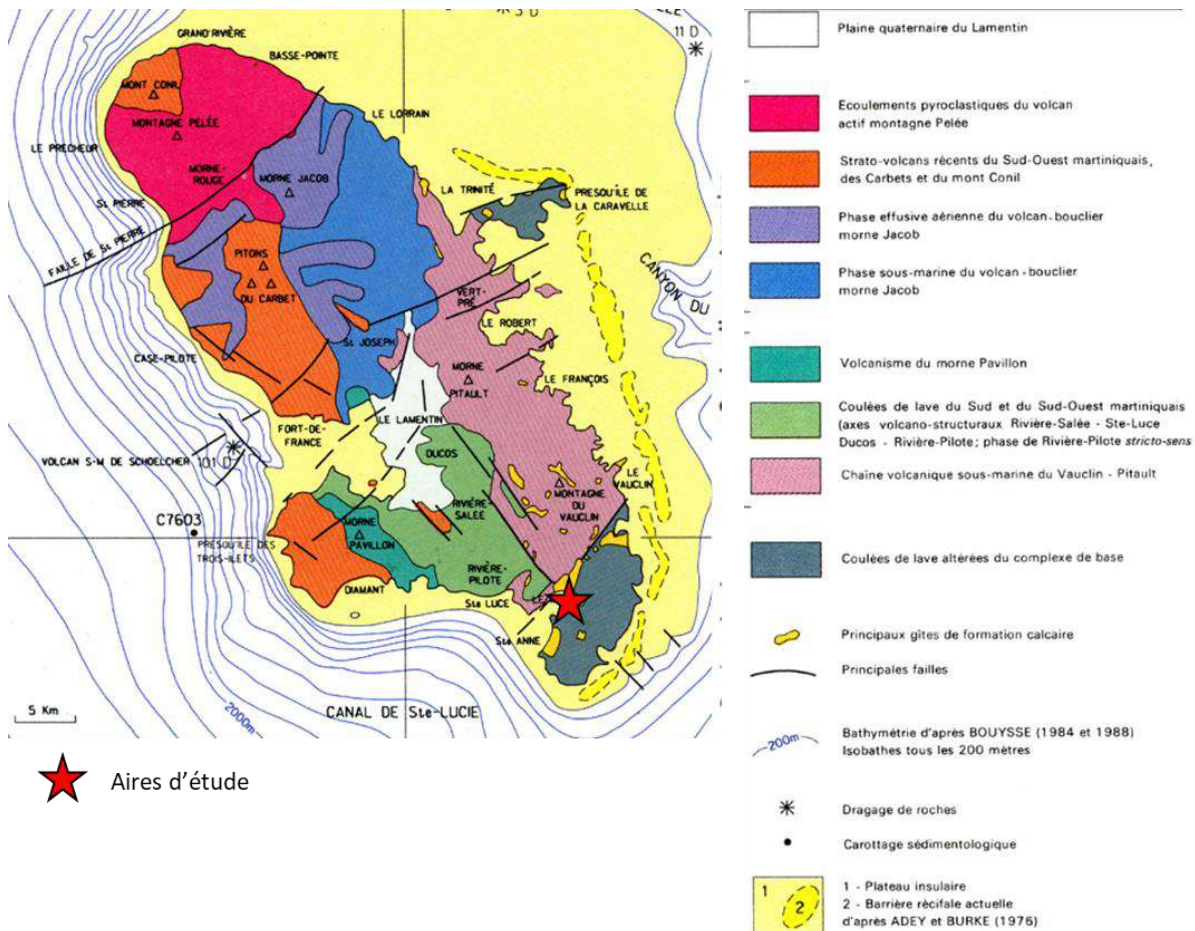 GRAND RIVIÈRE
BASSE-POINTE
3 D
11 D
MONT CONIL
MONTAGNE PELÉE
LE LORRAIN
LE PRECHEUR
MORNE-
ROUGE
MORNE JACOB
LA TRINITÉ
PRESQU'ILE DE
LA CARAVELLE
St PIERRE
FAILLE DE St PIERRE
PITONS
DU CARBET
CANYON DU
VERT-
PRÉ
LE ROBERT
CASE-PILOTE
St JOSEPH
MORNE
PITAULT
LE FRANÇOIS
FORT-DE-
FRANCE
LE LAMENTIN
VOLCAN S-M DE SCHOELCHER
101 D
DUCOS
LE
VAUCLIN
MONTAGNE
DU
VAUCLIN
RIVIÈRE-
SALÉE
C7603
PRESQU'ILE DES
TROIS-ILETS
MORNE
PAVILLON
RIVIÈRE-
PILOTE
DIAMANT
Ste LUCE
LE
Ste ANNE
5 Km
2000m
CANAL DE Ste-LUCIE
Aires d'étude
Plaine quaternaire du Lamentin
Ecoulements pyroclastiques du volcan
actif montagne Pelée
Strato-volcans récents du Sud-Ouest martiniquais,
des Carbets et du mont Conil
Phase effusive aérienne du volcan-bouclier
morne Jacob
Phase sous-marine du volcan-bouclier
morne Jacob
Volcanisme du morne Pavillon
Coulées de lave du Sud et du Sud-Ouest martiniquais
(axes volcano-structuraux Rivière-Salée - Ste-Luce
Ducos - Rivière-Pilote; phase de Rivière-Pilote stricto-sens
Chaîne volcanique sous-marine du Vauclin - Pitault
Coulées de lave altérées du complexe de base
Principaux gîtes de formation calcaire
Principales failles
200m
Bathymétrie d'après BOUYSSE (1984 et 1988)
Isobathes tous les 200 mètres
Dragage de roches
Carottage sédimentologique
1
2
1 - Plateau insulaire
2 - Barrière récifale actuelle
d'après ADEY et BURKE (1976)